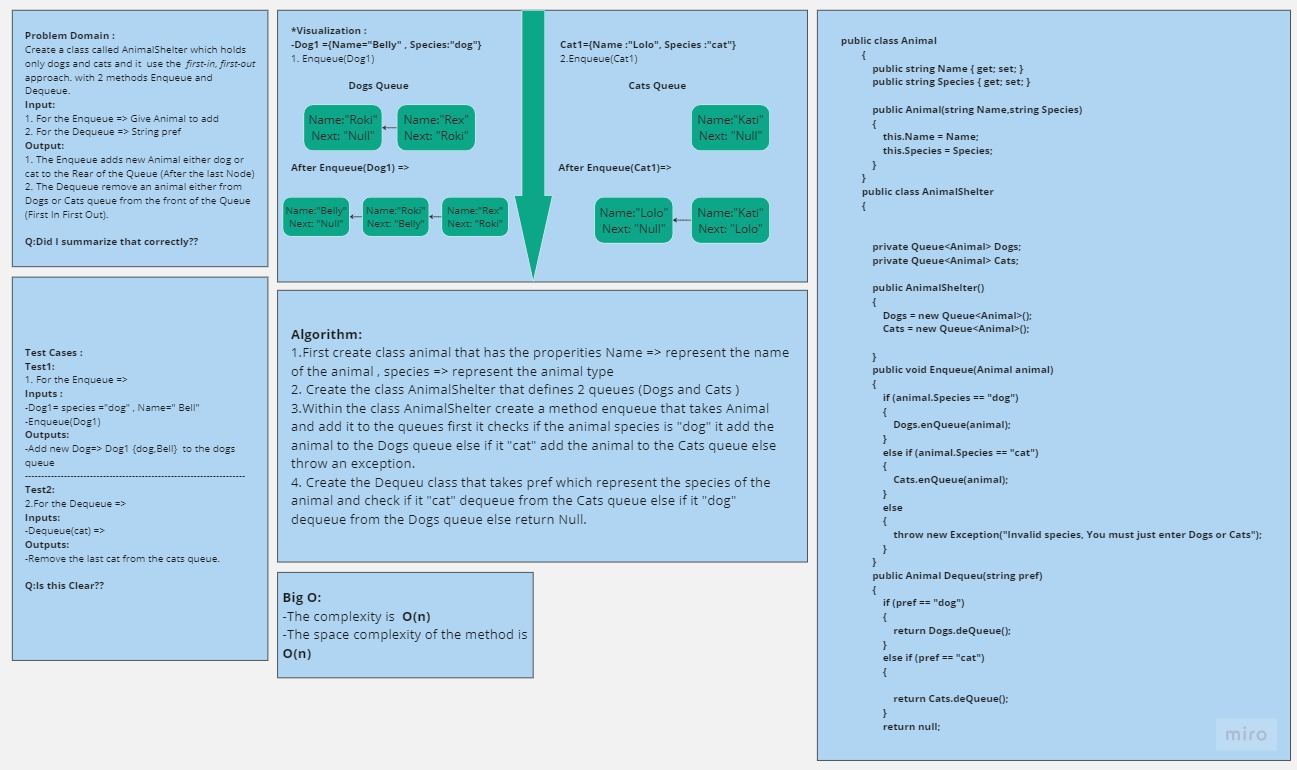 Problem Domain :
Create a class called AnimalShelter which holds
only dogs and cats and it  use the  first-in, first-out
approach. with 2 methods Enqueue and
Dequeue.
Input:
1. For the Enqueue => Give Animal to add
2. For the Dequeue => String pref
Output:
1. The Enqueue adds new Animal either dog or
cat to the Rear of the Queue (After the last Node)
2. The Dequeue remove an animal either from
Dogs or Cats queue from the front of the Queue
(First In First Out).
Q:Did I summarize that correctly??
Test Cases :
Test1:
1. For the Enqueue =>
Inputs :
-Dog1= species ="dog" , Name=" Bell"
-Enqueue(Dog1)
Outputs:
-Add new Dog=> Dog1 {dog,Bell}  to the dogs
queue
------------------------------------------------------------------------
Test2:
2.For the Dequeue =>
Inputs:
-Dequeue(cat) =>
Outputs:
-Remove the last cat from the cats queue.
Q:Is this Clear??
*Visualization :
-Dog1 ={Name="Belly" , Species:"dog"}
1. Enqueue(Dog1)
Dogs Queue
Name:"Roki"
Next: "Null"
Name:"Rex"
Next: "Roki"
After Enqueue(Dog1) =>
Name:"Belly"
Next: "Null"
Name:"Roki"
Next: "Belly"
Name:"Rex"
Next: "Roki"
Cat1={Name :"Lolo", Species :"cat"}
2.Enqueue(Cat1)
Cats Queue
Name:"Kati"
Next: "Null"
After Enqueue(Cat1)=>
Name:"Lolo"
Next: "Null"
Name:"Kati"
Next: "Lolo"
Algorithm:
1.First create class animal that has the properities Name => represent the name
of the animal , species => represent the animal type
2. Create the class AnimalShelter that defines 2 queues (Dogs and Cats )
3.Within the class AnimalShelter create a method enqueue that takes Animal
and add it to the queues first it checks if the animal species is "dog" it add the
animal to the Dogs queue else if it "cat" add the animal to the Cats queue else
throw an exception.
4. Create the Dequeu class that takes pref which represent the species of the
animal and check if it "cat" dequeue from the Cats queue else if it "dog"
dequeue from the Dogs queue else return Null.
Big O:
-The complexity is  O(n)
-The space complexity of the method is
O(n)
public class Animal
{
public string Name { get; set; }
public string Species { get; set; }
public Animal(string Name,string Species)
{
this.Name = Name;
this.Species = Species;
}
}
public class AnimalShelter
{
private Queue<Animal> Dogs;
private Queue<Animal> Cats;
public AnimalShelter()
{
Dogs = new Queue<Animal>();
Cats = new Queue<Animal>();
}
public void Enqueue(Animal animal)
{
if (animal.Species == "dog")
{
Dogs.enQueue(animal);
}
else if (animal.Species == "cat")
{
Cats.enQueue(animal);
}
else
{
throw new Exception("Invalid species, You must just enter Dogs or Cats");
}
}
public Animal Dequeu(string pref)
{
if (pref == "dog")
{
return Dogs.deQueue();
}
else if (pref == "cat")
{
return Cats.deQueue();
}
return null;
miro